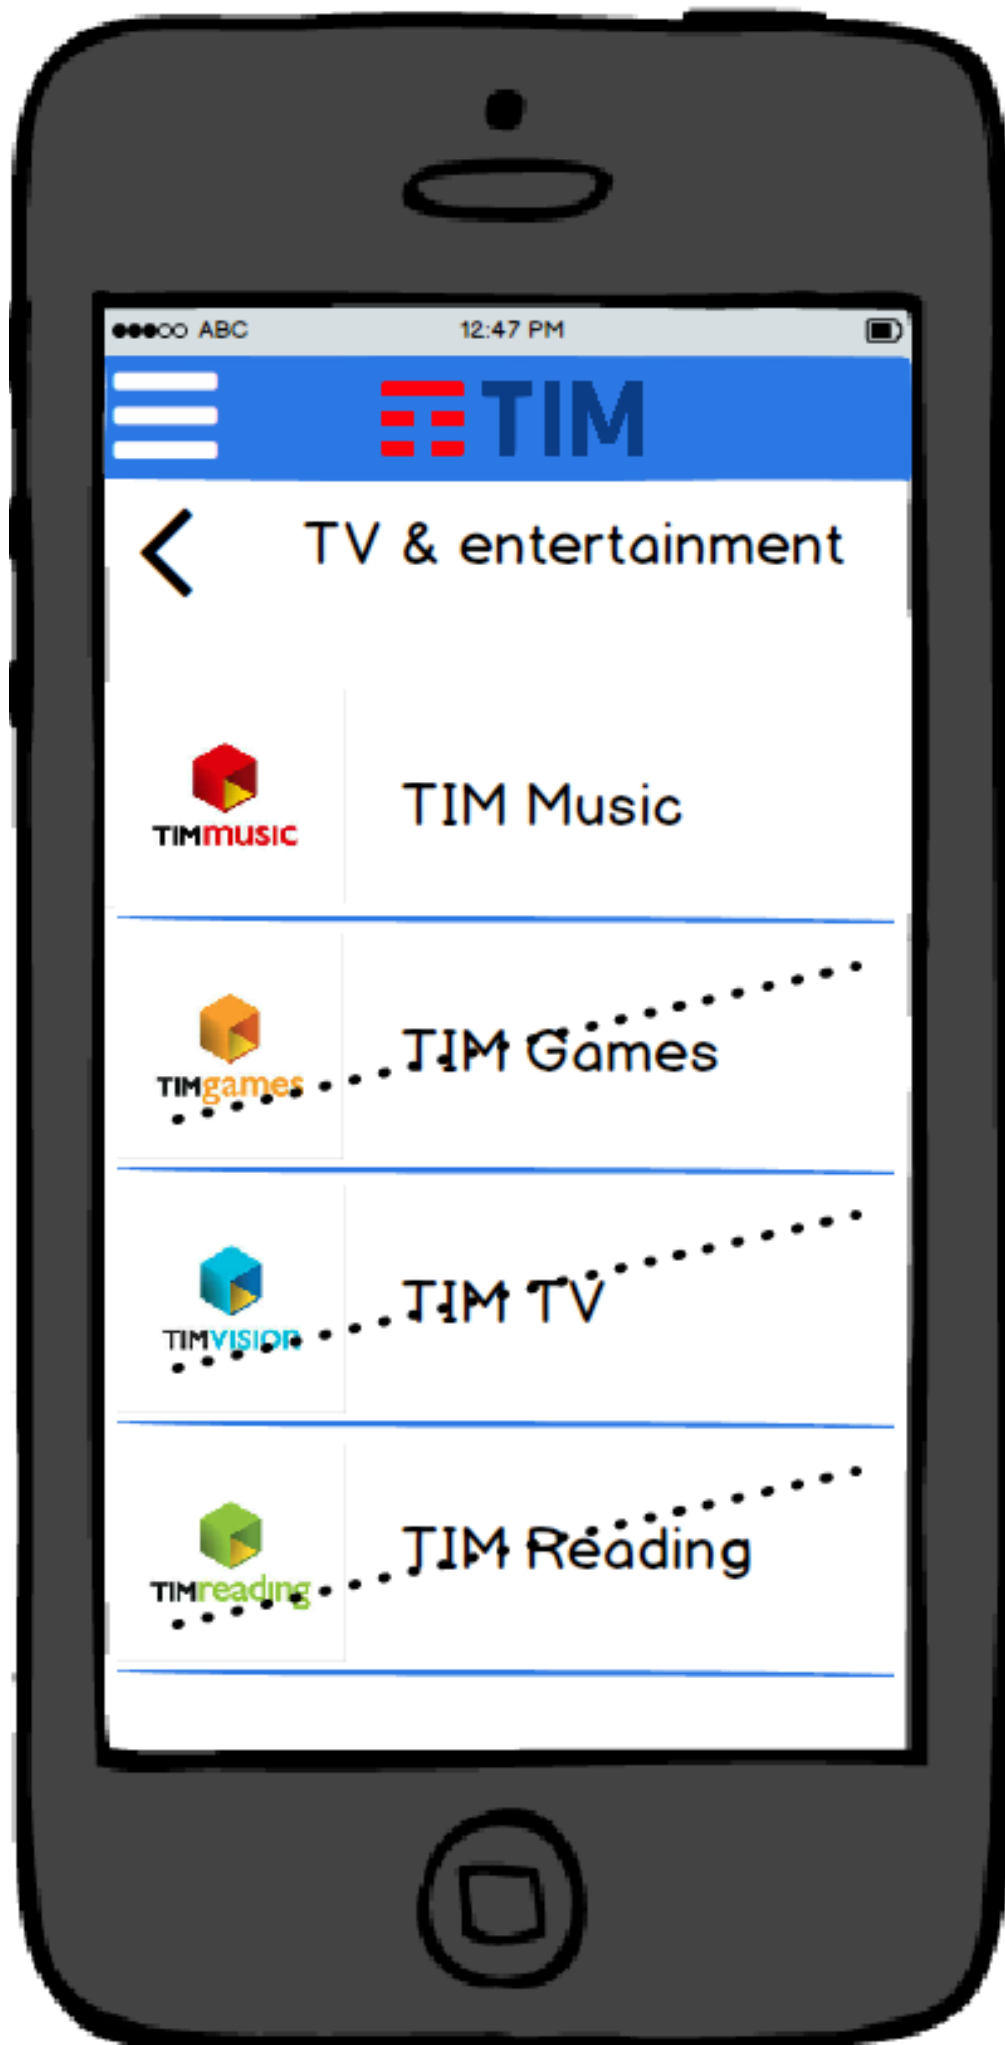 ABC 12:47 PM
TIM
TV & entertainment
TIMMUSIC
TIM Music
TIMgames
TIM Games
TIMVISION
TIM TV
TIMreading
TIM Reading